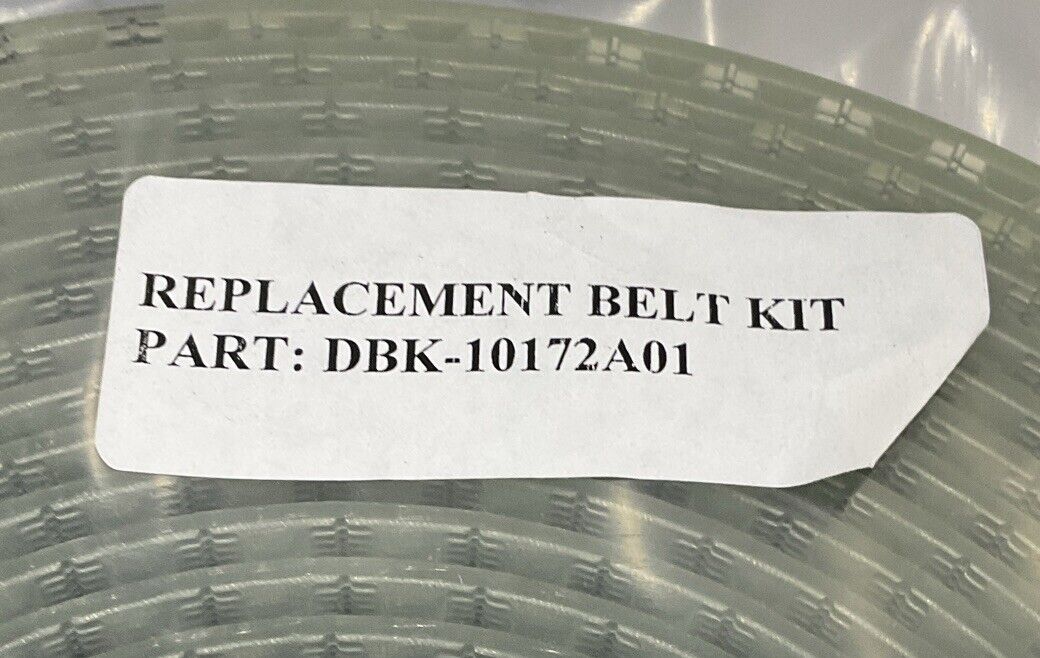 REPLACEMENT BELT KIT
PART: DBK-10172A01